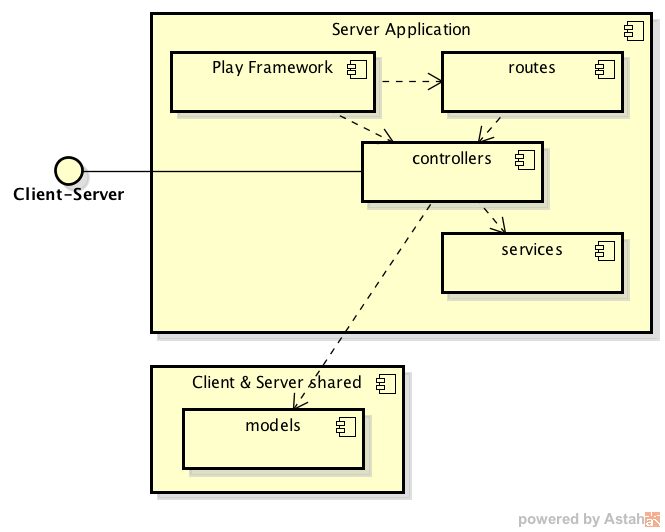 Server Application
Play Framework
routes
controllers
Client-Server
services
Client & Server shared
models
powered by Astah